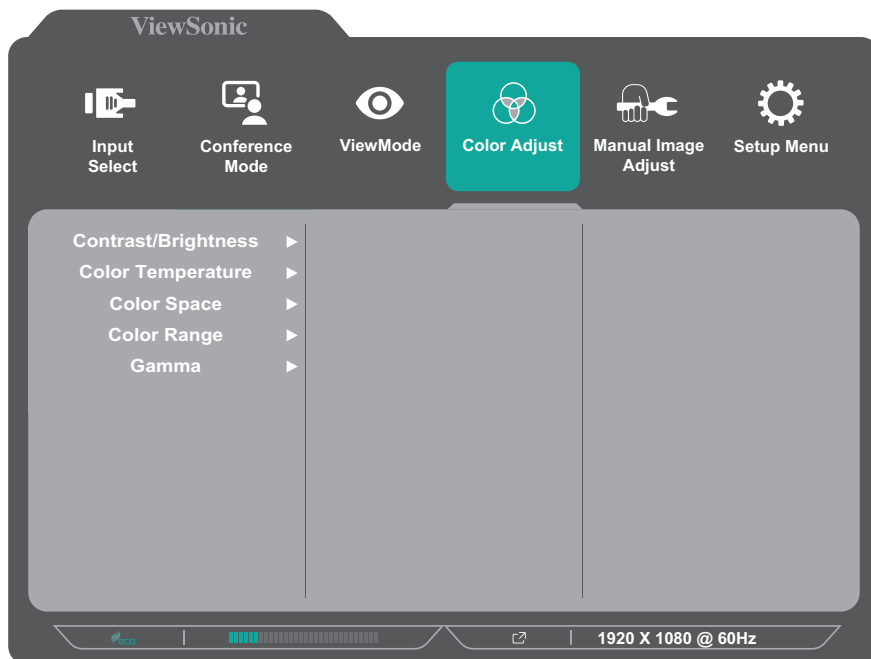 ViewSonic
Input
Select
Conference
Mode
ViewMode
Color Adjust
Manual Image
Adjust
Setup Menu
Contrast/Brightness
Color Temperature
Color Space
Color Range
Gamma
eco
1920 X 1080 @ 60Hz